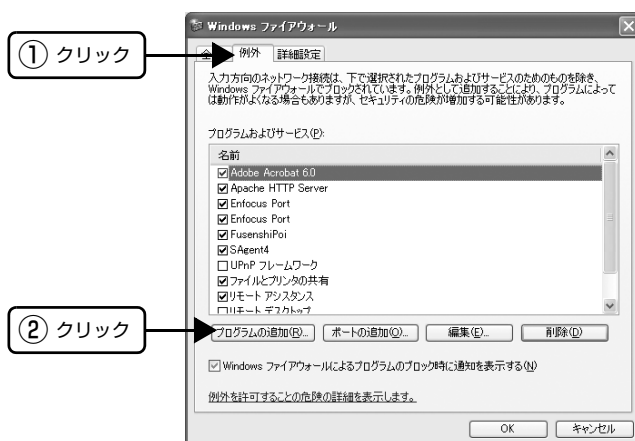 Windows ファイアウォール
① クリック
全
例外
詳細設定
入力方向のネットワーク接続は、下で選択されたプログラムおよびサービスのためのものを除き、
Windows ファイアウォールでブロックされています。例外として追加することにより、プログラムによって
は動作がよくなる場合もありますが、セキュリティの危険が増加する可能性があります。
プログラムおよびサービス(P):
名前
Adobe Acrobat 6.0
Apache HTTP Server
Enfocus Port
Enfocus Port
FusenshiPoi
SAgent4
UPnP フレームワーク
ファイルとプリンタの共有
リモート アシスタンス
リモート デスクトップ
② クリック
プログラムの追加(R)...
ポートの追加(O)...
編集(E)...
削除(D)
Windows ファイアウォールによるプログラムのブロック時に通知を表示する(N)
例外を許可することの危険の詳細を表示します。
OK
キャンセル